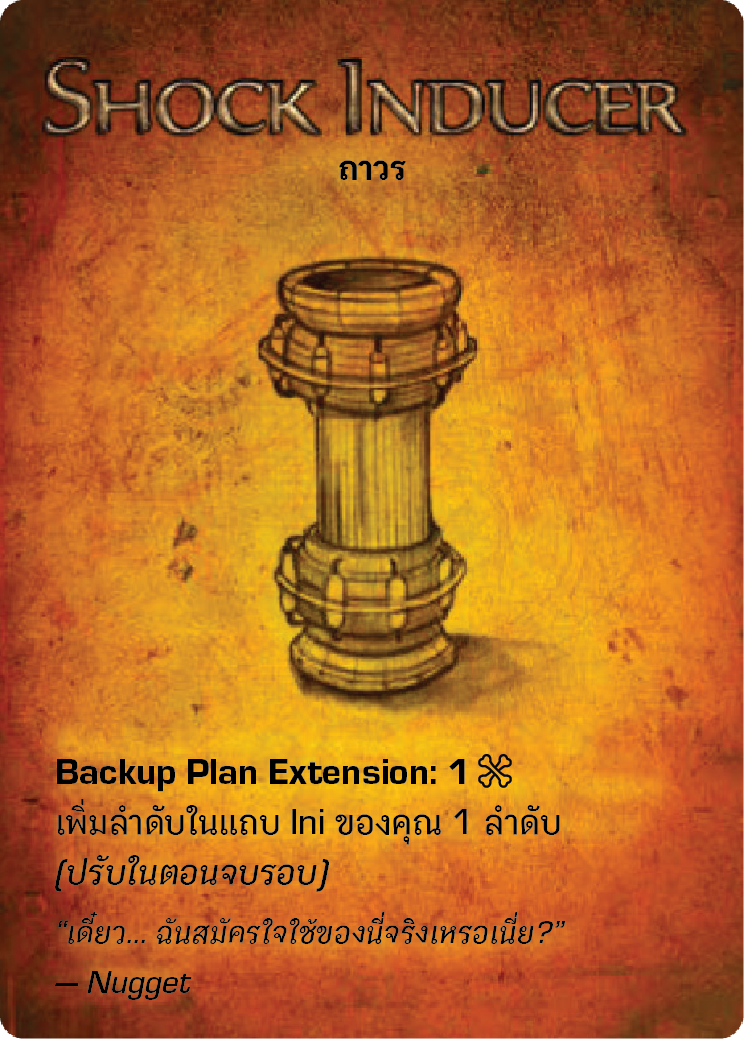 SHOCK INDUCER
ถาวร
Backup Plan Extension: 1
เพิ่มลำดับในแถบ Ini ของคุณ 1 ลำดับ
(ปรับในตอนจบรอบ)
“เดี๋ยว... ฉันสมัครใจใช้ของนี่จริงเหรอเนี่ย?”
— Nugget